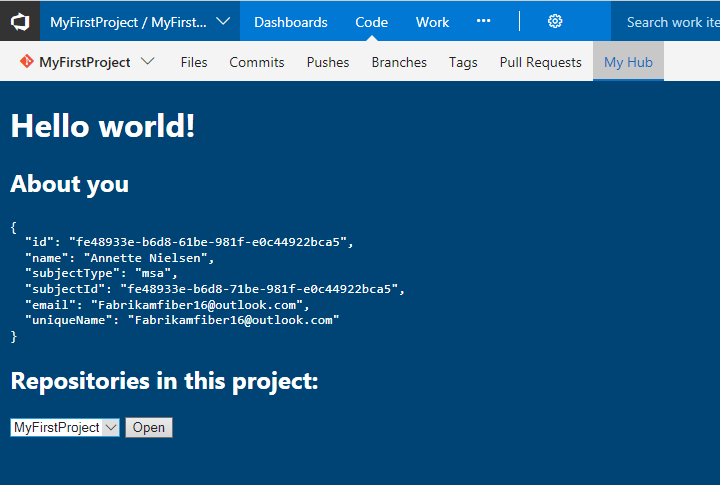 MyFirstProject / MyFirst... Dashboards Code Work ... Search work ite
MyFirstProject Files Commits Pushes Branches Tags Pull Requests My Hub
Hello world!
About you
{
"id": "fe48933e-b6d8-61be-981f-e0c44922bca5",
"name": "Annette Nielsen",
"subjectType": "msa",
"subjectId": "fe48933e-b6d8-71be-981f-e0c44922bca5",
"email": "Fabrikamfiber16@outlook.com",
"uniqueName": "Fabrikamfiber16@outlook.com"
}
Repositories in this project:
MyFirstProject Open